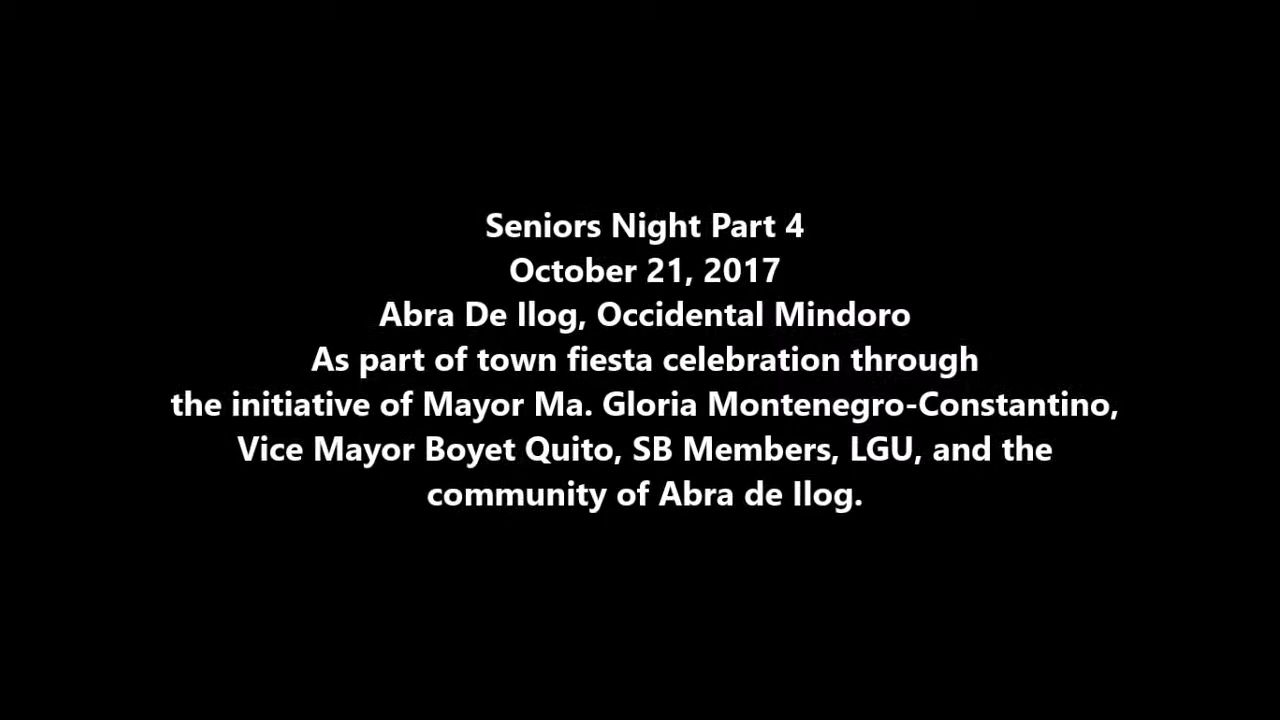 Seniors Night Part 4
October 21, 2017
Abra De Ilog, Occidental Mindoro
As part of town fiesta celebration through
the initiative of Mayor Ma. Gloria Montenegro-Constantino,
Vice Mayor Boyet Quito, SB Members, LGU, and the
community of Abra de Ilog.